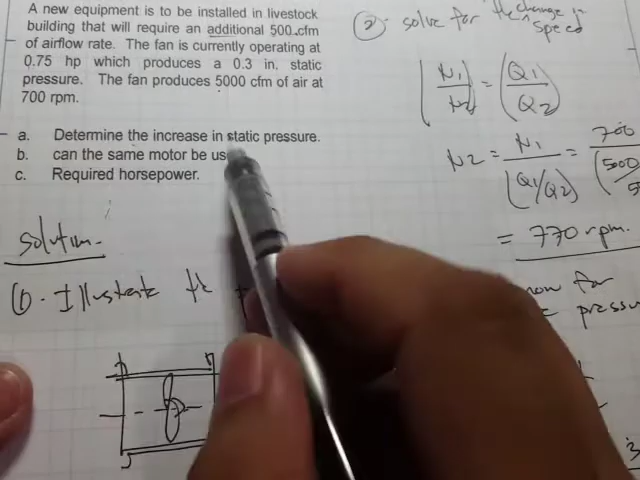 A new equipment is to be installed in livestock
building that will require an additional 500.cfm
of airflow rate. The fan is currently operating at
0.75 hp which produces a 0.3 in. static
pressure. The fan produces 5000 cfm of air at
700 rpm.
a. Determine the increase in static pressure.
b. can the same motor be us
c. Required horsepower.
solution.
① . Illustrate the
② . solve for the change in
speed
(N1/N2) = (Q1/Q2)
N2 = N1/(Q1/Q2) = 700/(5000/5
= 770 rpm.
now for
pressu